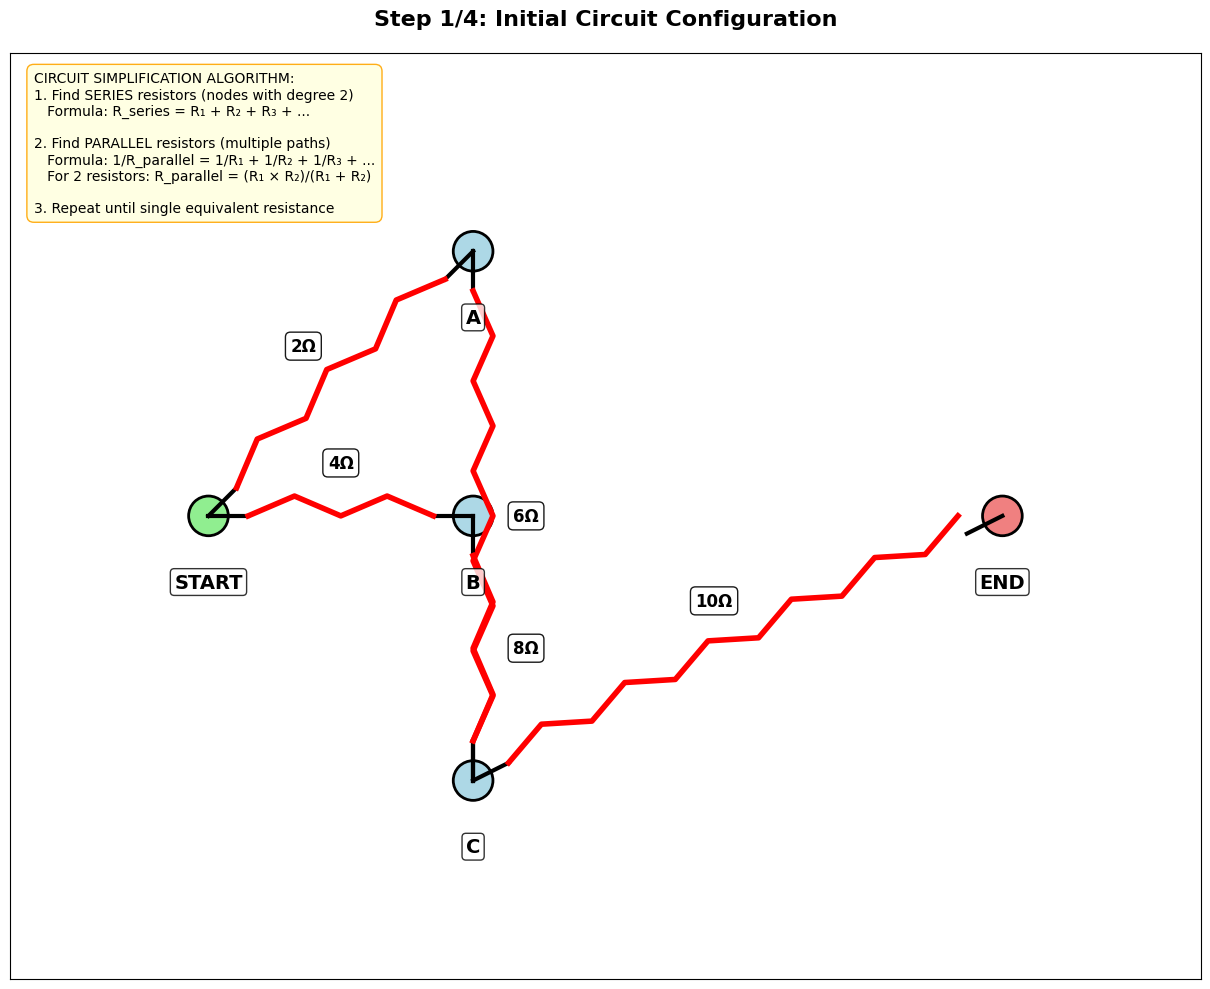 Step 1/4: Initial Circuit Configuration
CIRCUIT SIMPLIFICATION ALGORITHM:
1. Find SERIES resistors (nodes with degree 2)
   Formula: R_series = R₁ + R₂ + R₃ + ...
2. Find PARALLEL resistors (multiple paths)
   Formula: 1/R_parallel = 1/R₁ + 1/R₂ + 1/R₃ + ...
   For 2 resistors: R_parallel = (R₁ × R₂)/(R₁ + R₂)
3. Repeat until single equivalent resistance
A
2Ω
4Ω
6Ω
START
B
END
10Ω
8Ω
C